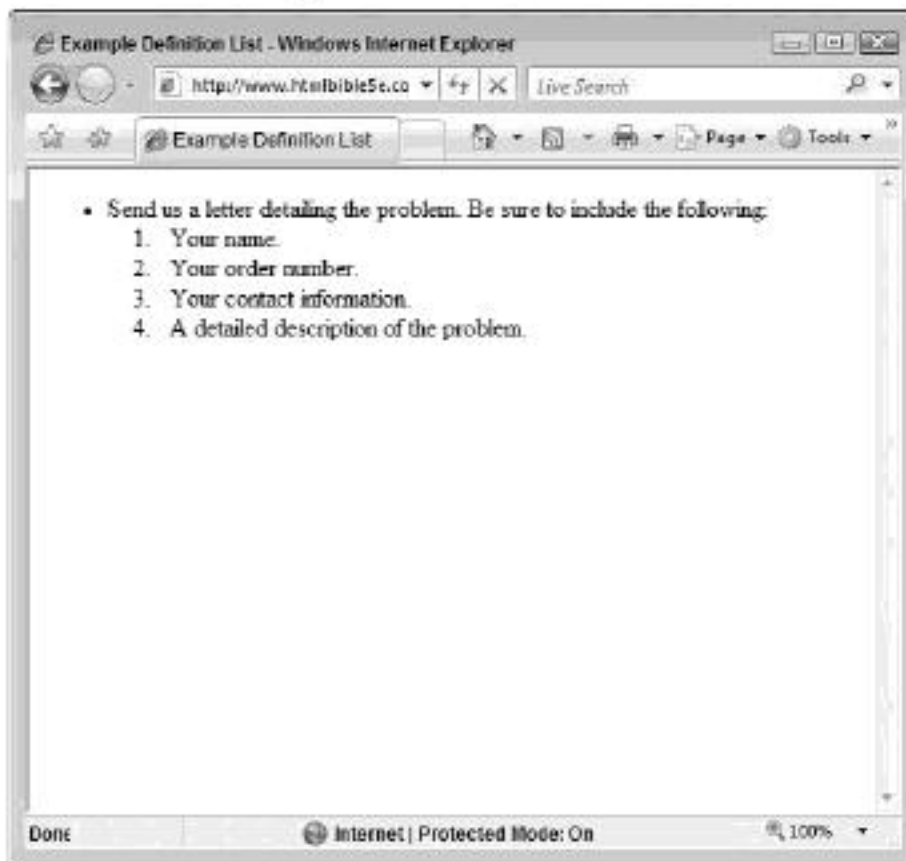 Example Definition List - Windows Internet Explorer
http://www.htmlbible5e.co Live Search
Example Definition List Page Tools
• Send us a letter detailing the problem. Be sure to include the following:
1. Your name.
2. Your order number.
3. Your contact information.
4. A detailed description of the problem.
Done Internet | Protected Mode: On 100%